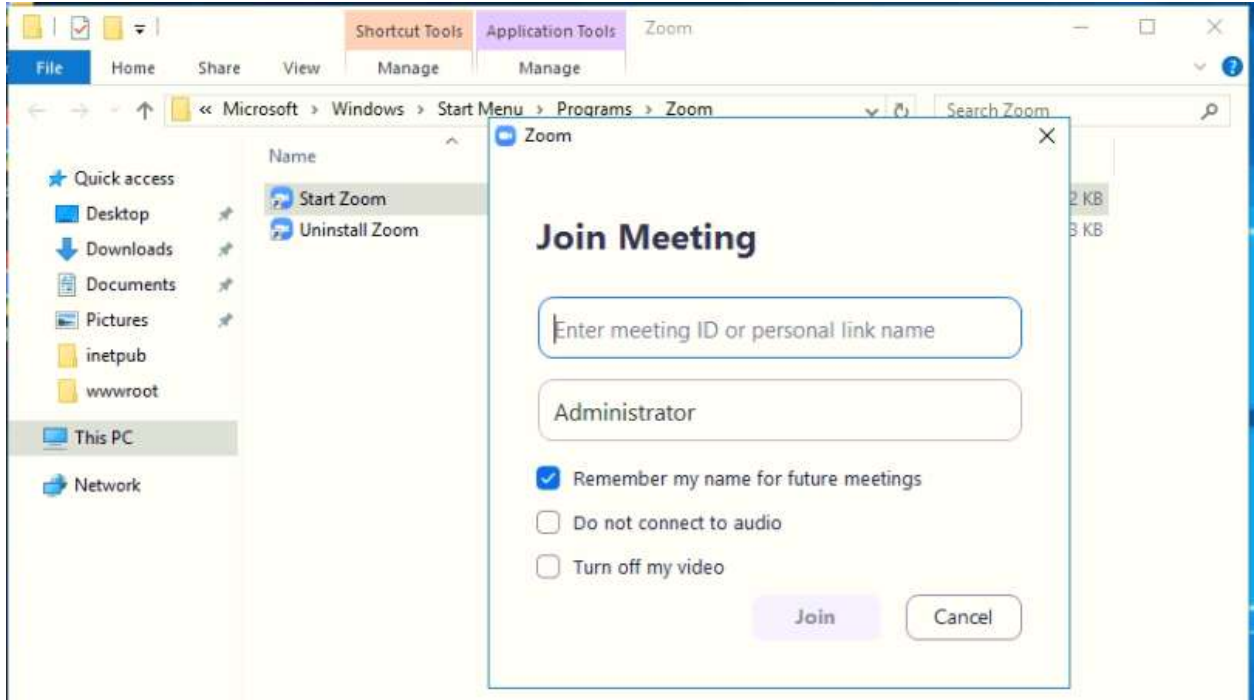 Shortcut Tools Application Tools Zoom
File Home Share View Manage Manage
« Microsoft › Windows › Start Menu › Programs › Zoom Search Zoom
Quick access
Desktop
Downloads
Documents
Pictures
inetpub
wwwroot
This PC
Network
Name
Start Zoom 2 KB
Uninstall Zoom 3 KB
Zoom
Join Meeting
Enter meeting ID or personal link name
Administrator
Remember my name for future meetings
Do not connect to audio
Turn off my video
Join Cancel